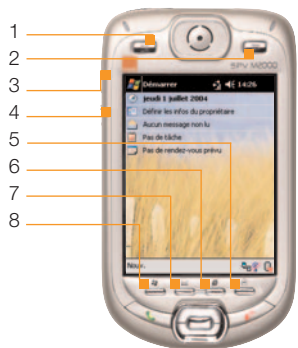 1
2
SPV M2000
3
Démarrer 14:26
jeudi 1 juillet 2004
4
Définir les infos du propriétaire
Aucun message non lu
5
Pas de tâche
6
Pas de rendez-vous prévu
7
8
Nouv.